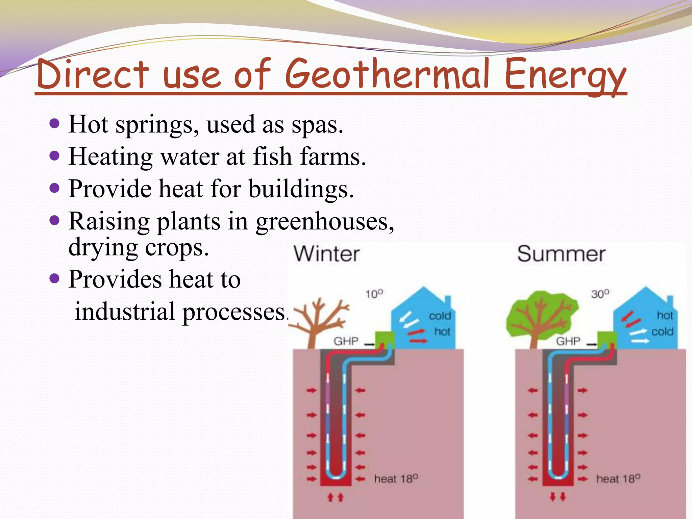 Direct use of Geothermal Energy
Hot springs, used as spas.
Heating water at fish farms.
Provide heat for buildings.
Raising plants in greenhouses,
drying crops.
Provides heat to
industrial processes.
Winter
10°
cold
hot
GHP
heat 18°
Summer
30°
hot
cold
GHP
heat 18°